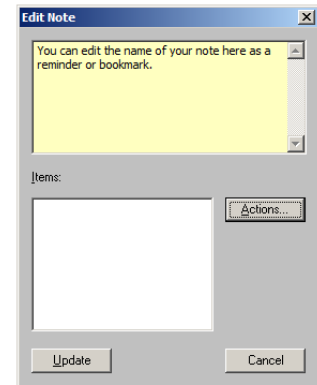 Edit Note
You can edit the name of your note here as a
reminder or bookmark.
Items:
Actions...
Update
Cancel